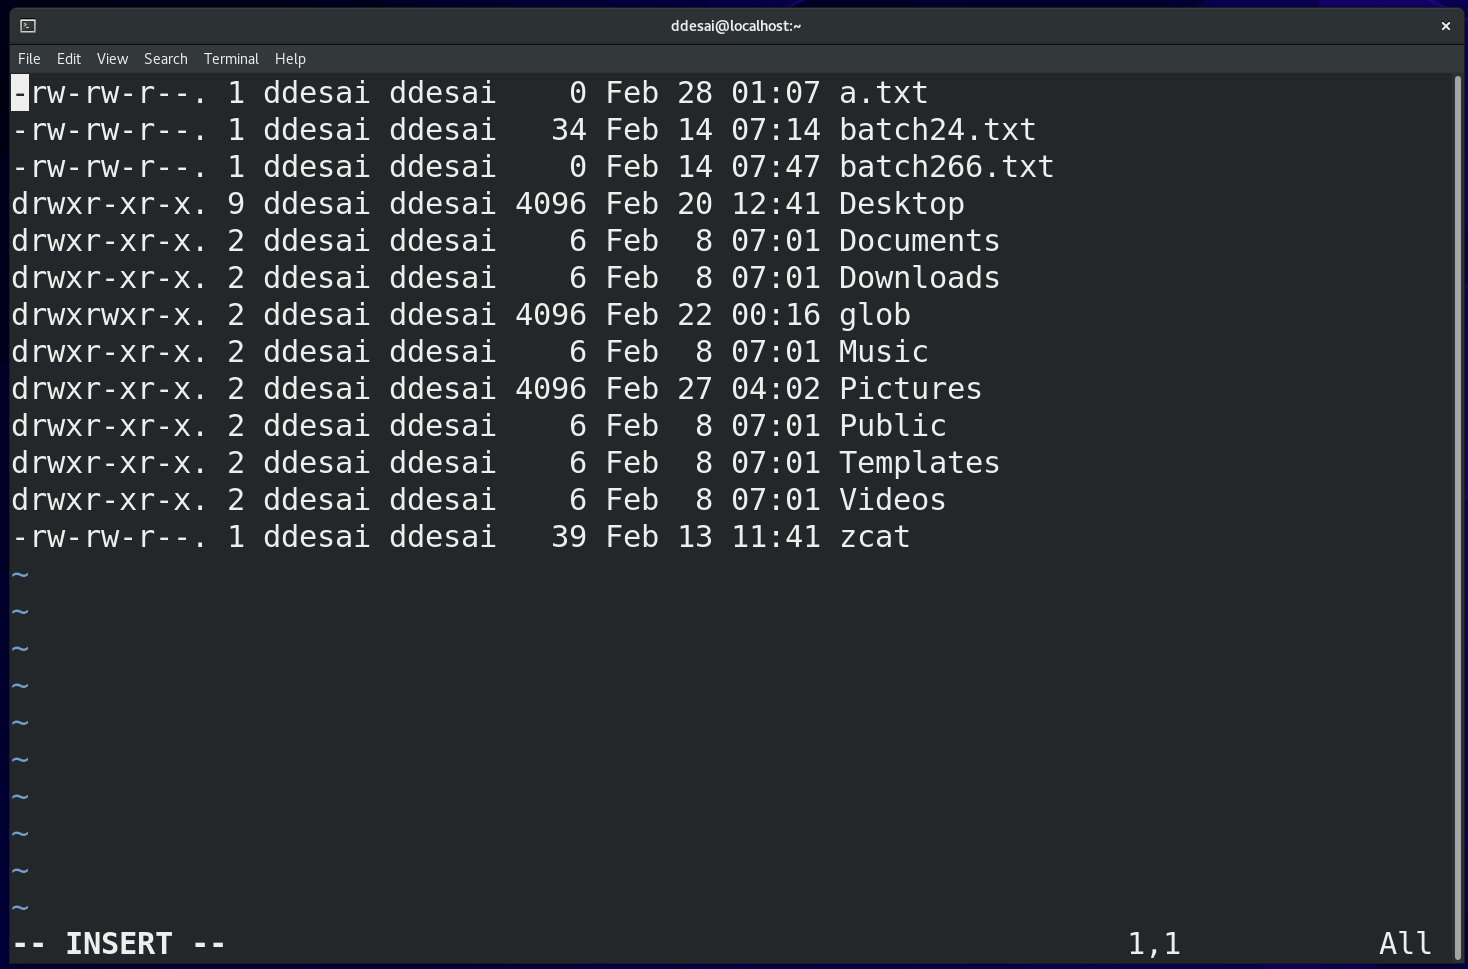 ddesai@localhost:~
File Edit View Search Terminal Help
-rw-rw-r--. 1 ddesai ddesai    0 Feb 28 01:07 a.txt
-rw-rw-r--. 1 ddesai ddesai   34 Feb 14 07:14 batch24.txt
-rw-rw-r--. 1 ddesai ddesai    0 Feb 14 07:47 batch266.txt
drwxr-xr-x. 9 ddesai ddesai 4096 Feb 20 12:41 Desktop
drwxr-xr-x. 2 ddesai ddesai    6 Feb  8 07:01 Documents
drwxr-xr-x. 2 ddesai ddesai    6 Feb  8 07:01 Downloads
drwxrwxr-x. 2 ddesai ddesai 4096 Feb 22 00:16 glob
drwxr-xr-x. 2 ddesai ddesai    6 Feb  8 07:01 Music
drwxr-xr-x. 2 ddesai ddesai 4096 Feb 27 04:02 Pictures
drwxr-xr-x. 2 ddesai ddesai    6 Feb  8 07:01 Public
drwxr-xr-x. 2 ddesai ddesai    6 Feb  8 07:01 Templates
drwxr-xr-x. 2 ddesai ddesai    6 Feb  8 07:01 Videos
-rw-rw-r--. 1 ddesai ddesai   39 Feb 13 11:41 zcat
~
~
~
~
~
~
~
~
~
~
-- INSERT -- 1,1 All